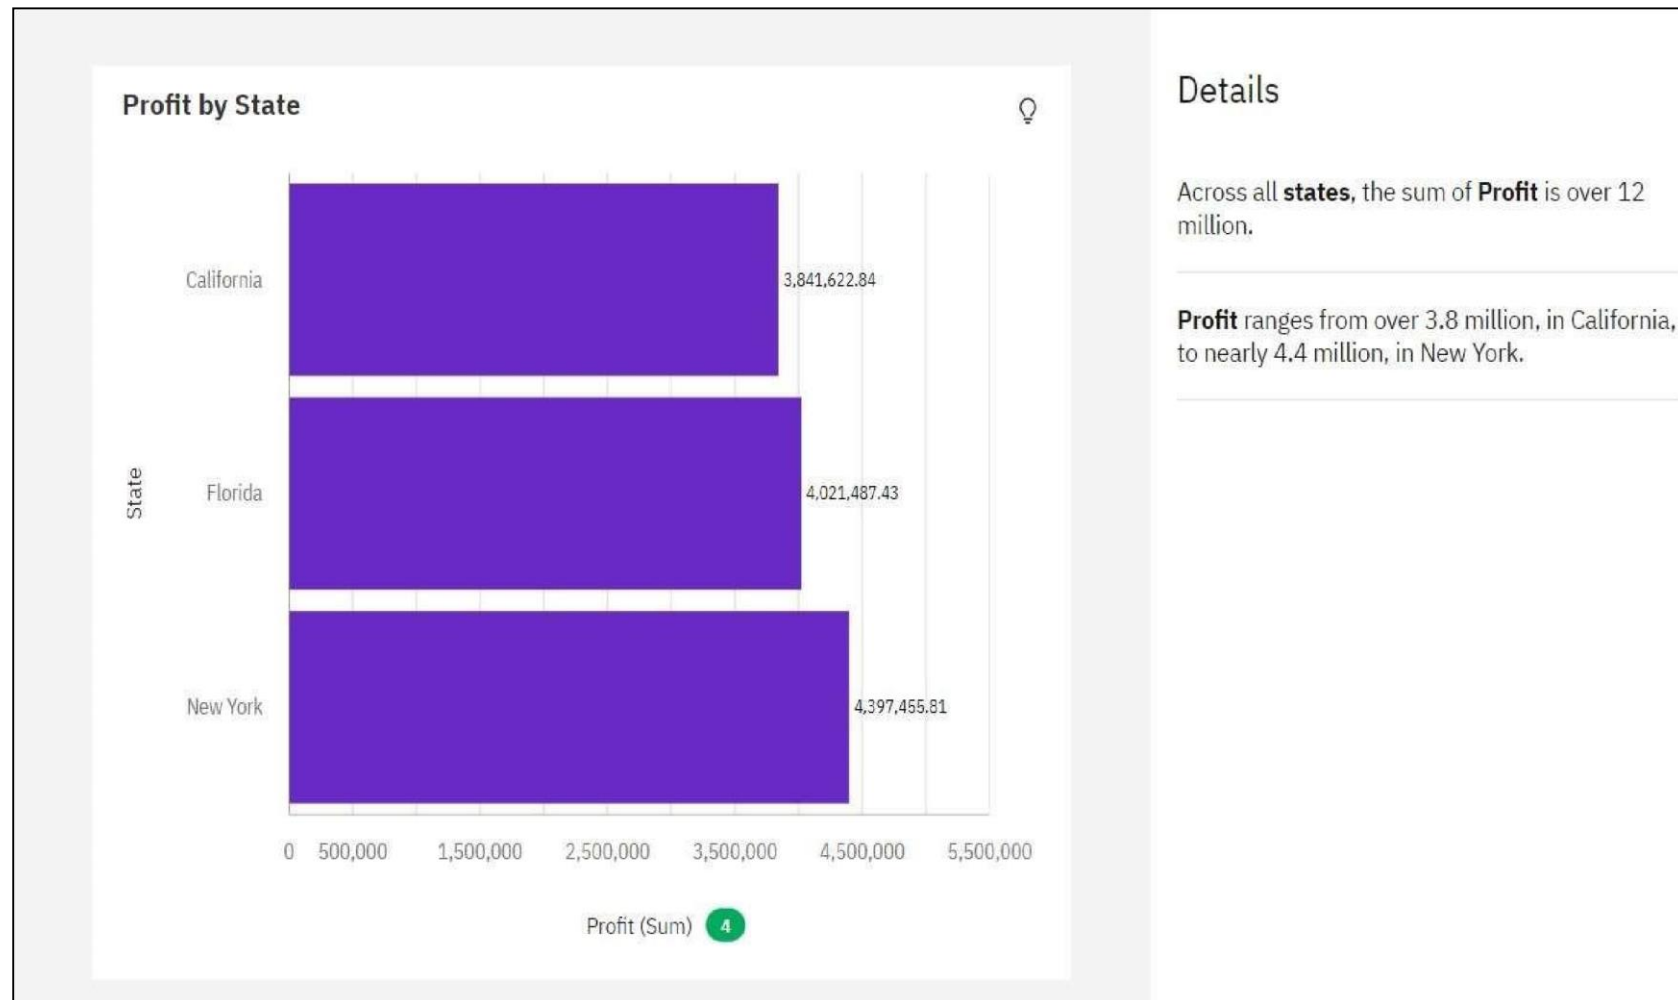 Profit by State
California
3,841,622.84
State
Florida
4,021,487.43
New York
4,397,455.81
0 500,000 1,500,000 2,500,000 3,500,000 4,500,000 5,500,000
Profit (Sum) 4
Details
Across all states, the sum of Profit is over 12
million.
Profit ranges from over 3.8 million, in California,
to nearly 4.4 million, in New York.